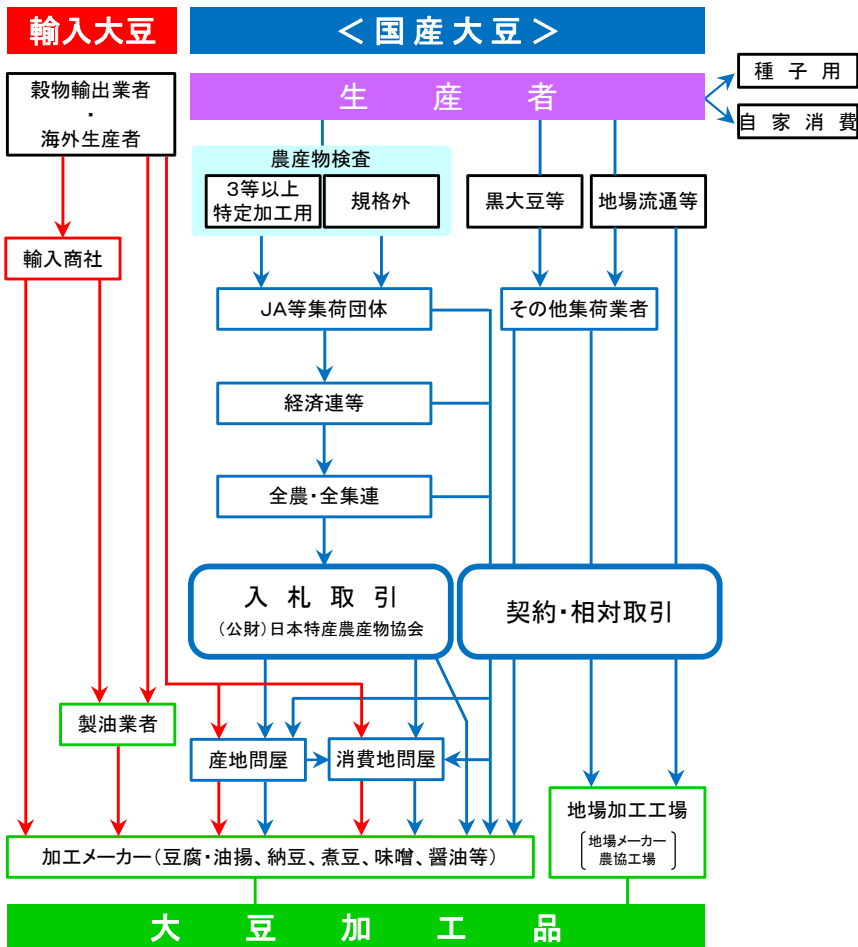 輸入大豆
＜国産大豆＞
穀物輸出業者
・
海外生産者
生産者
種子用
自家消費
農産物検査
3等以上
特定加工用
規格外
黒大豆等
地場流通等
輸入商社
JA等集荷団体
その他集荷業者
経済連等
全農・全集連
入札取引
（公財）日本特産農産物協会
契約・相対取引
製油業者
産地問屋
消費地問屋
地場加工工場
地場メーカー
農協工場
加工メーカー（豆腐・油揚、納豆、煮豆、味噌、醤油等）
大豆加工品